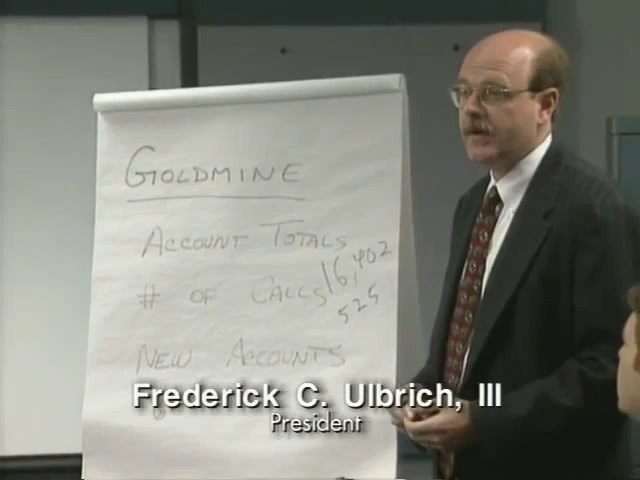 GOLDMINE
ACCOUNT TOTALS
16,402
# OF CALLS
525
NEW ACCOUNTS
Frederick C. Ulbrich, III
President